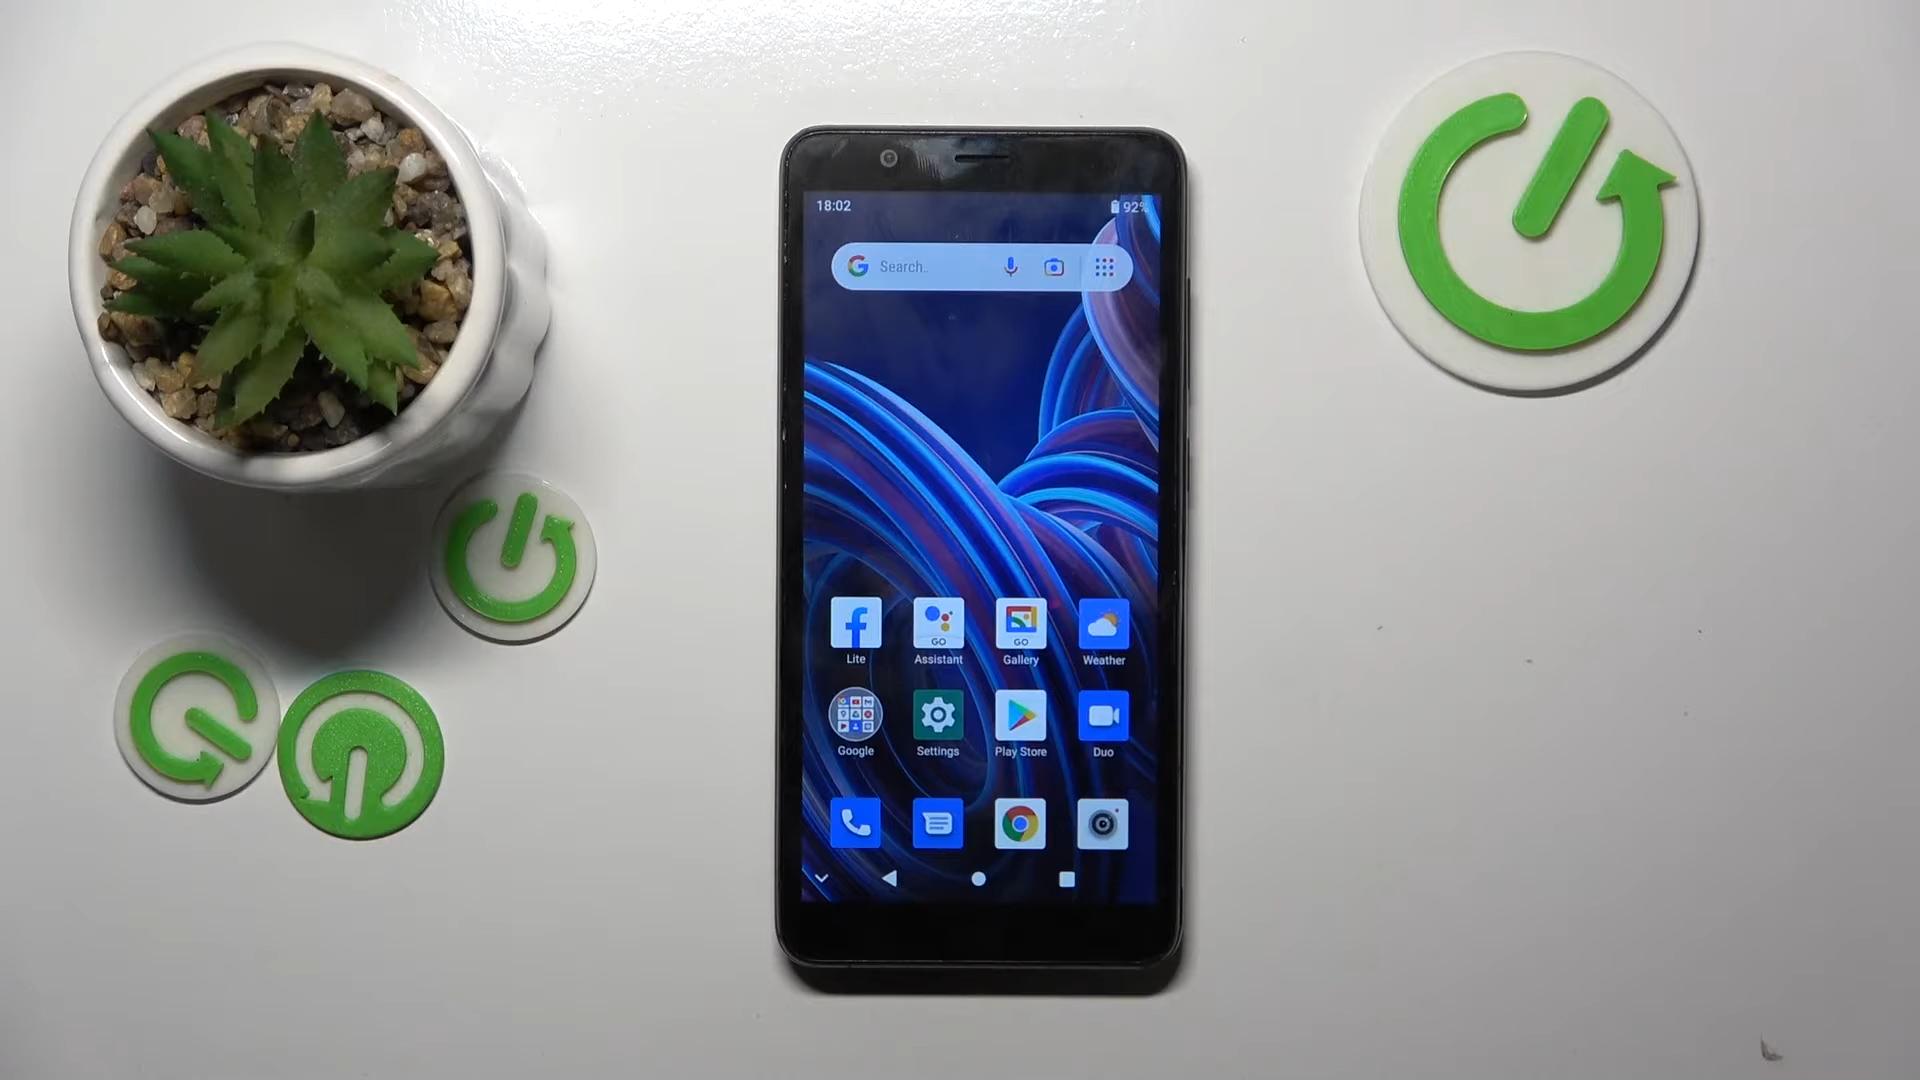 18:02 92%
Search..
Lite Assistant Gallery Weather
GO GO
Google Settings Play Store Duo